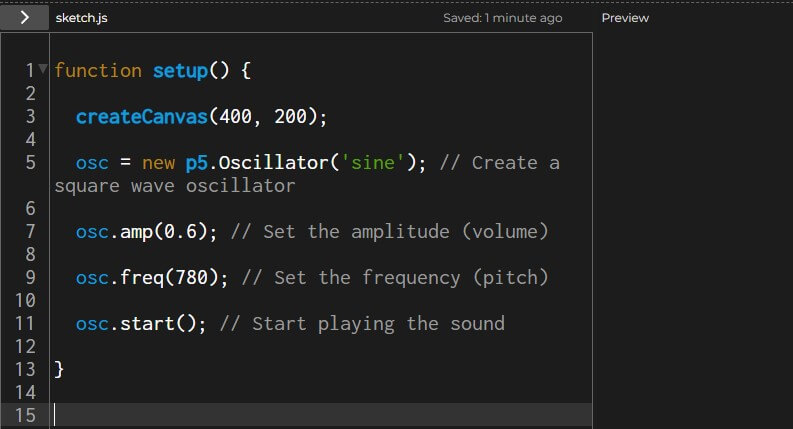 sketch.js Saved: 1 minute ago Preview
1 function setup() {
2
3 createCanvas(400, 200);
4
5 osc = new p5.Oscillator('sine'); // Create a
square wave oscillator
6
7 osc.amp(0.6); // Set the amplitude (volume)
8
9 osc.freq(780); // Set the frequency (pitch)
10
11 osc.start(); // Start playing the sound
12
13 }
14
15